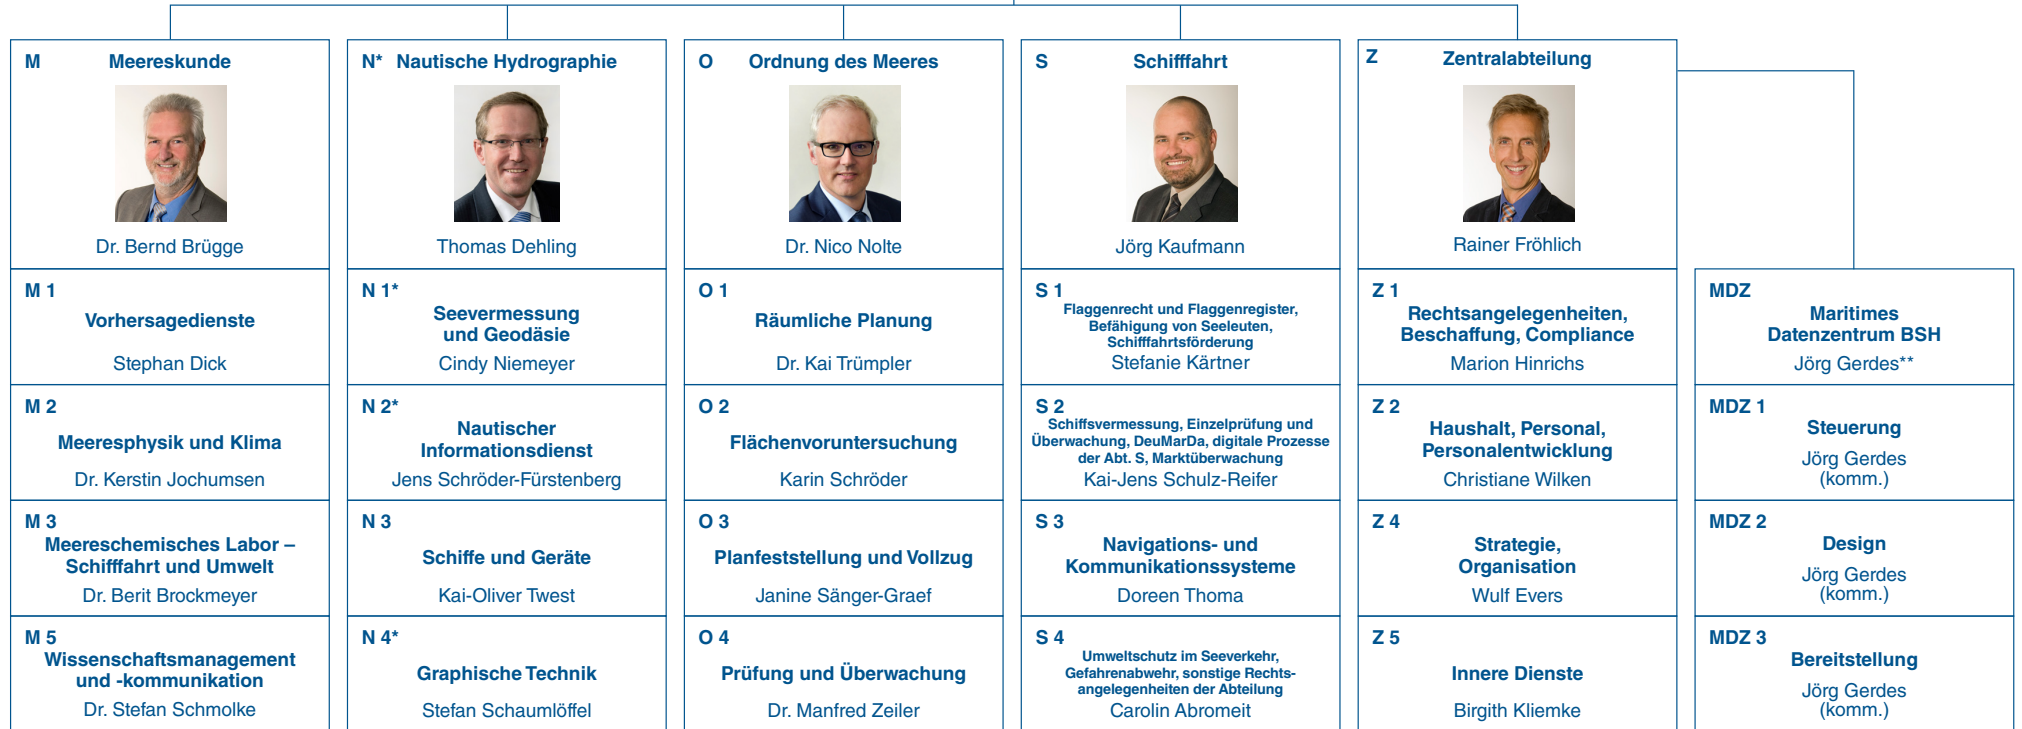 M Meereskunde
Dr. Bernd Brügge
M 1
Vorhersagedienste
Stephan Dick
M 2
Meeresphysik und Klima
Dr. Kerstin Jochumsen
M 3
Meereschemisches Labor –
Schifffahrt und Umwelt
Dr. Berit Brockmeyer
M 5
Wissenschaftsmanagement
und -kommunikation
Dr. Stefan Schmolke
N* Nautische Hydrographie
Thomas Dehling
N 1*
Seevermessung
und Geodäsie
Cindy Niemeyer
N 2*
Nautischer
Informationsdienst
Jens Schröder-Fürstenberg
N 3
Schiffe und Geräte
Kai-Oliver Twest
N 4*
Graphische Technik
Stefan Schaumlöffel
O Ordnung des Meeres
Dr. Nico Nolte
O 1
Räumliche Planung
Dr. Kai Trümpler
O 2
Flächenvoruntersuchung
Karin Schröder
O 3
Planfeststellung und Vollzug
Janine Sänger-Graef
O 4
Prüfung und Überwachung
Dr. Manfred Zeiler
S Schifffahrt
Jörg Kaufmann
S 1
Flaggenrecht und Flaggenregister,
Befähigung von Seeleuten,
Schifffahrtsförderung
Stefanie Kärtner
S 2
Schiffsvermessung, Einzelprüfung und
Überwachung, DeuMarDa, digitale Prozesse
der Abt. S, Marktüberwachung
Kai-Jens Schulz-Reifer
S 3
Navigations- und
Kommunikationssysteme
Doreen Thoma
S 4
Umweltschutz im Seeverkehr,
Gefahrenabwehr, sonstige Rechts-
angelegenheiten der Abteilung
Carolin Abromeit
Z Zentralabteilung
Rainer Fröhlich
Z 1
Rechtsangelegenheiten,
Beschaffung, Compliance
Marion Hinrichs
Z 2
Haushalt, Personal,
Personalentwicklung
Christiane Wilken
Z 4
Strategie,
Organisation
Wulf Evers
Z 5
Innere Dienste
Birgith Kliemke
MDZ
Maritimes
Datenzentrum BSH
Jörg Gerdes**
MDZ 1
Steuerung
Jörg Gerdes
(komm.)
MDZ 2
Design
Jörg Gerdes
(komm.)
MDZ 3
Bereitstellung
Jörg Gerdes
(komm.)